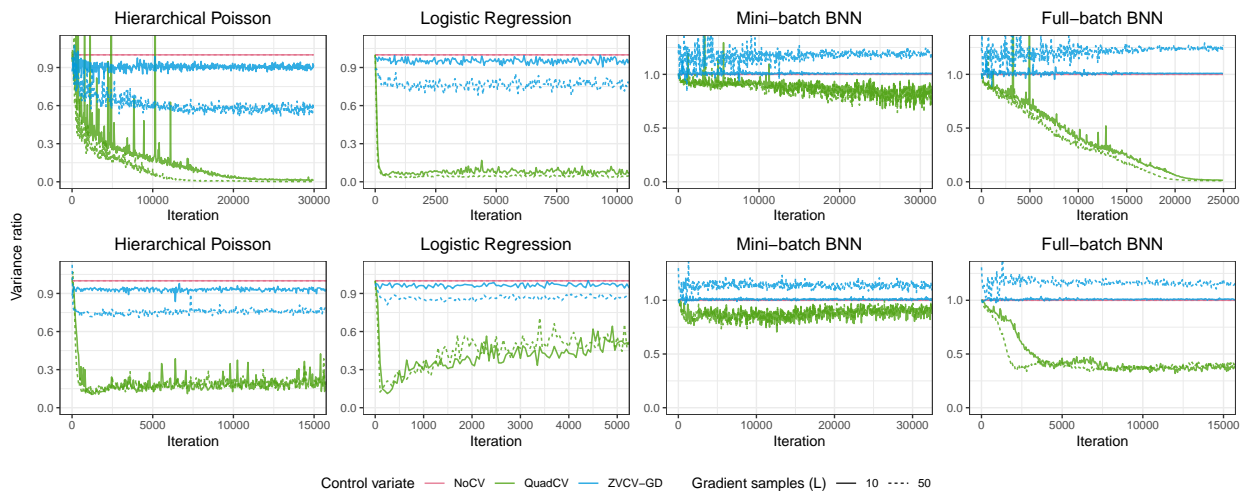 Hierarchical Poisson
Logistic Regression
Mini−batch BNN
Full−batch BNN
0.0
0.3
0.6
0.9
0 10000 20000 30000
0.0
0.3
0.6
0.9
0 2500 5000 7500 10000
0.5
1.0
0 10000 20000 30000
0.0
0.5
1.0
0 5000 10000 15000 20000 25000
Iteration
Iteration
Iteration
Iteration
Variance ratio
Hierarchical Poisson
Logistic Regression
Mini−batch BNN
Full−batch BNN
0.0
0.3
0.6
0.9
0 5000 10000 15000
0.0
0.3
0.6
0.9
0 1000 2000 3000 4000 5000
0.0
0.5
1.0
0 10000 20000 30000
0.0
0.5
1.0
0 5000 10000 15000
Iteration
Iteration
Iteration
Iteration
Control variate NoCV QuadCV ZVCV−GD Gradient samples (L) 10 50